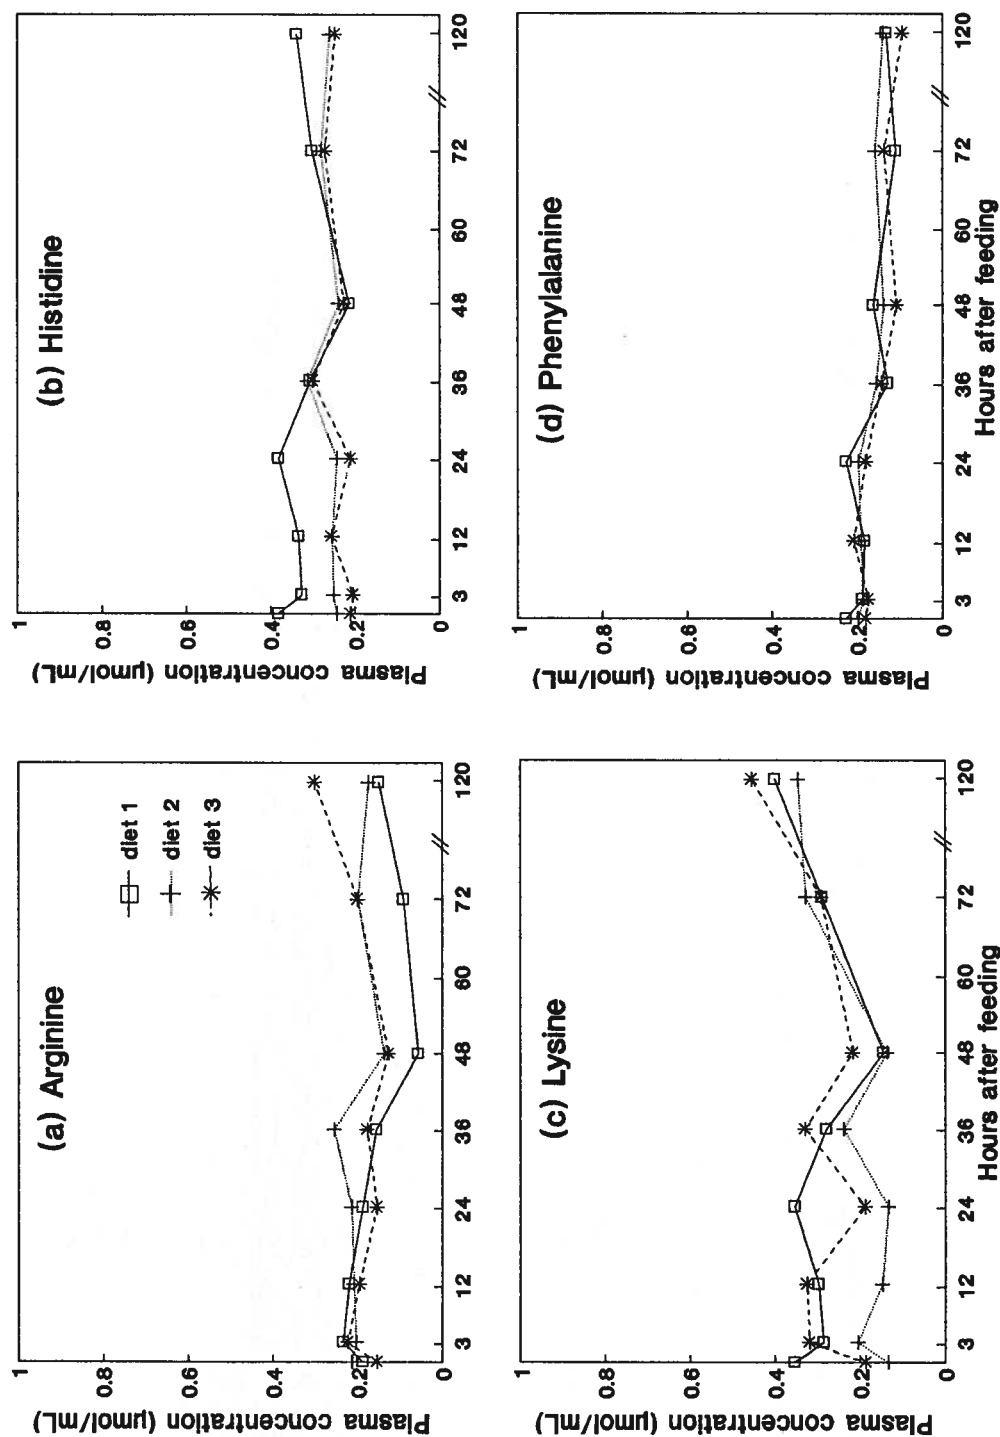 (a) Arginine
Plasma concentration (µmol/mL)
1
0.8
0.6
0.4
0.2
0
3 12 24 36 48 60 72 120
diet 1
diet 2
diet 3
(b) Histidine
Plasma concentration (µmol/mL)
1
0.8
0.6
0.4
0.2
0
3 12 24 36 48 60 72 120
(c) Lysine
Plasma concentration (µmol/mL)
1
0.8
0.6
0.4
0.2
0
3 12 24 36 48 60 72 120
Hours after feeding
(d) Phenylalanine
Plasma concentration (µmol/mL)
1
0.8
0.6
0.4
0.2
0
3 12 24 36 48 60 72 120
Hours after feeding